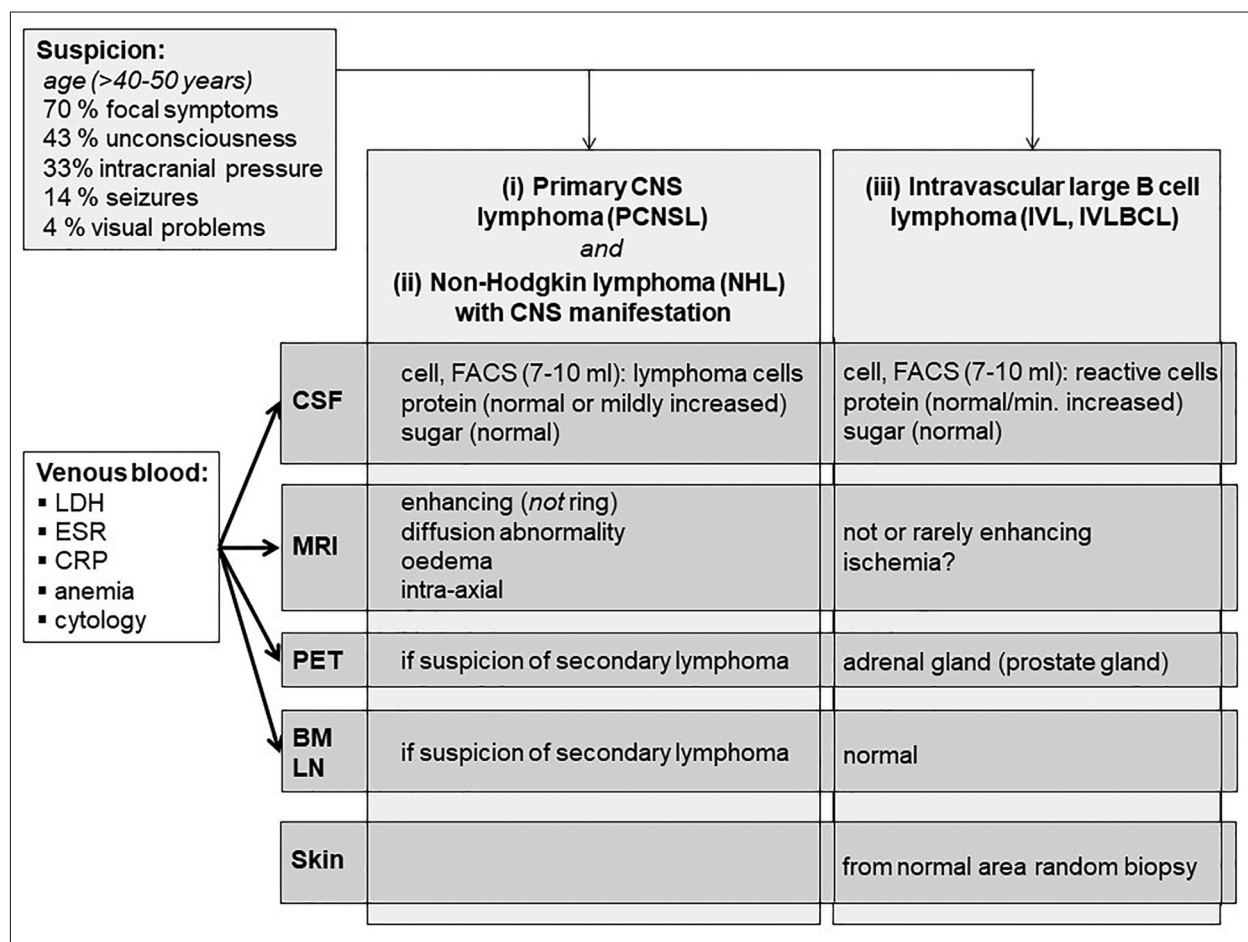 Suspicion:
age (>40-50 years)
70 % focal symptoms
43 % unconsciousness
33% intracranial pressure
14 % seizures
4 % visual problems
(i) Primary CNS
lymphoma (PCNSL)
and
(ii) Non-Hodgkin lymphoma (NHL)
with CNS manifestation
(iii) Intravascular large B cell
lymphoma (IVL, IVLBCL)
Venous blood:
▪ LDH
▪ ESR
▪ CRP
▪ anemia
▪ cytology
CSF
cell, FACS (7-10 ml): lymphoma cells
protein (normal or mildly increased)
sugar (normal)
cell, FACS (7-10 ml): reactive cells
protein (normal/min. increased)
sugar (normal)
MRI
enhancing (not ring)
diffusion abnormality
oedema
intra-axial
not or rarely enhancing
ischemia?
PET
if suspicion of secondary lymphoma
adrenal gland (prostate gland)
BM
LN
if suspicion of secondary lymphoma
normal
Skin
from normal area random biopsy